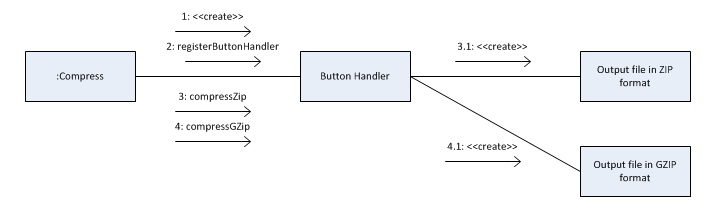 1: <<create>>
2: registerButtonHandler
3.1: <<create>>
:Compress
Button Handler
Output file in ZIP
format
3: compressZip
4: compressGZip
4.1: <<create>>
Output file in GZIP
format